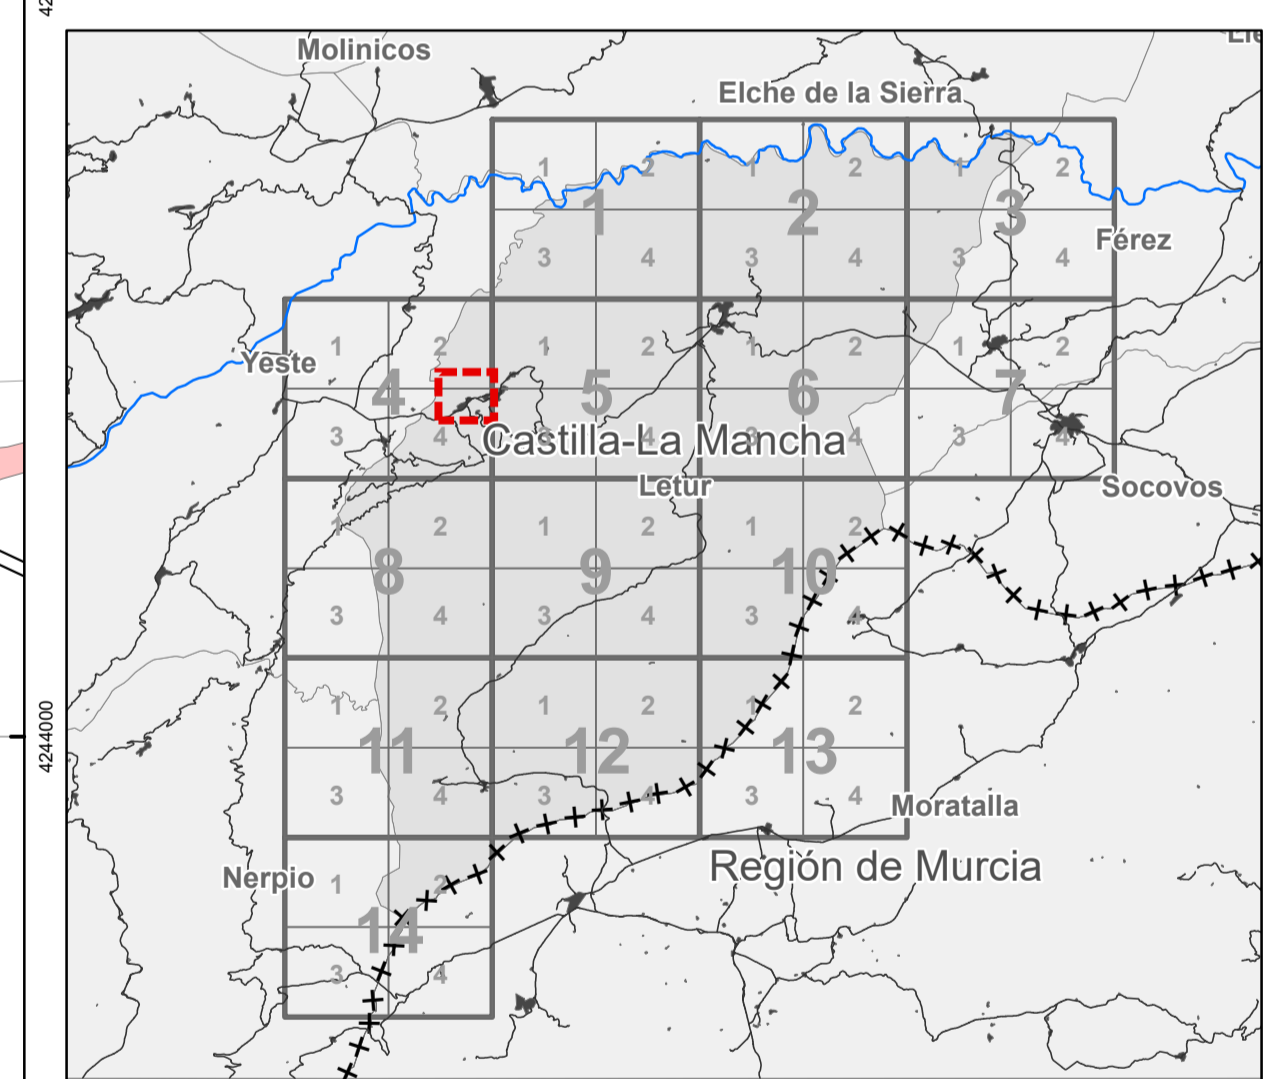 Molinicos
Elche de la Sierra
1 2 1 2 1 2
1 2 3
Férez
3 4 3 4 3 4
Yeste
1 2 1 2 1 2 1 2
4 5 6 7
3 4 4 4 3 4
Castilla-La Mancha
Letur
Socovos
1 2 1 2 1 2
8 9 10
3 4 3 4 3 4
1 2 1 2 1 2
4244000
11 12 13
3 4 3 4 3 4
Moratalla
Región de Murcia
Nerpio
1 2
14
3 4